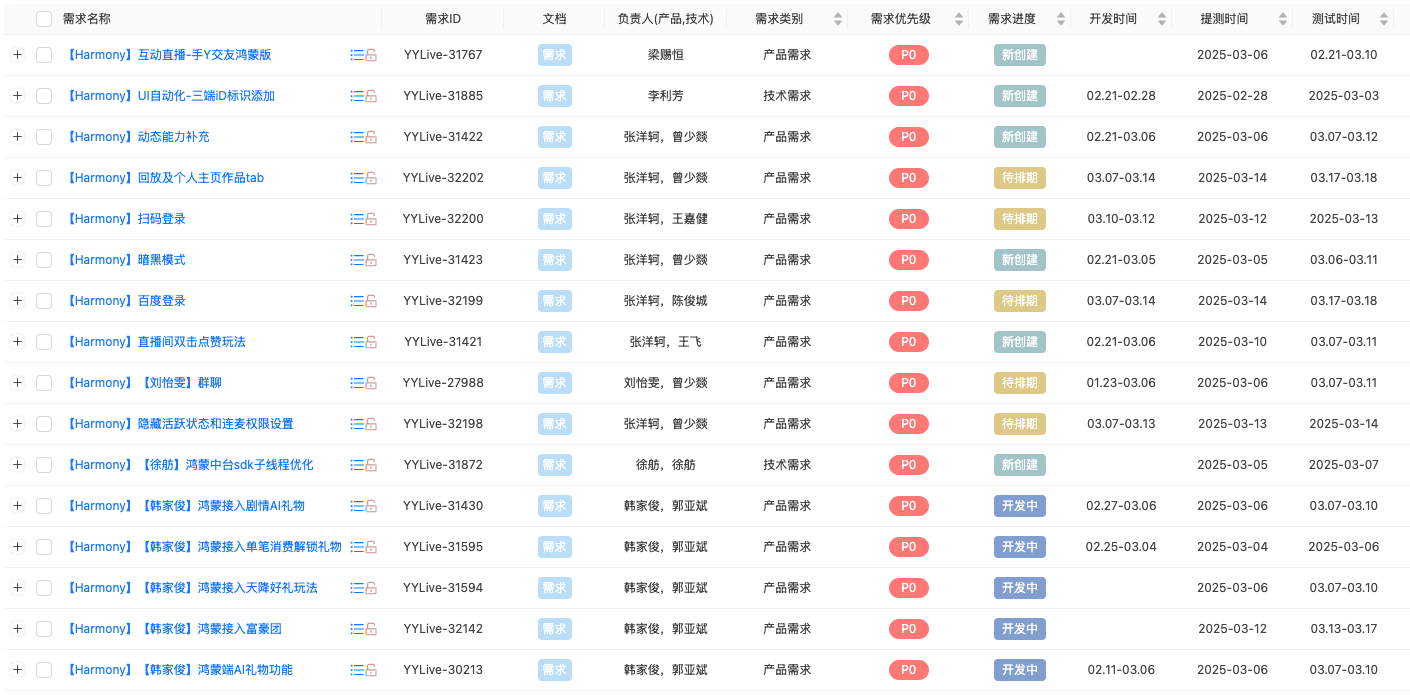 需求名称 需求ID 文档 负责人(产品,技术) 需求类别 需求优先级 需求进度 开发时间 提测时间 测试时间
【Harmony】互动直播-手Y交友鸿蒙版 YYLive-31767 需求 梁赐恒 产品需求 P0 新创建 2025-03-06 02.21-03.10
【Harmony】UI自动化-三端iD标识添加 YYLive-31885 需求 李利芳 技术需求 P0 新创建 02.21-02.28 2025-02-28 2025-03-03
【Harmony】动态能力补充 YYLive-31422 需求 张洋轲，曾少燚 产品需求 P0 新创建 02.21-03.06 2025-03-06 03.07-03.12
【Harmony】回放及个人主页作品tab YYLive-32202 需求 张洋轲，曾少燚 产品需求 P0 待排期 03.07-03.14 2025-03-14 03.17-03.18
【Harmony】扫码登录 YYLive-32200 需求 张洋轲，王嘉健 产品需求 P0 待排期 03.10-03.12 2025-03-12 2025-03-13
【Harmony】暗黑模式 YYLive-31423 需求 张洋轲，曾少燚 产品需求 P0 新创建 02.21-03.05 2025-03-05 03.06-03.11
【Harmony】百度登录 YYLive-32199 需求 张洋轲，陈俊城 产品需求 P0 待排期 03.07-03.14 2025-03-14 03.17-03.18
【Harmony】直播间双击点赞玩法 YYLive-31421 需求 张洋轲，王飞 产品需求 P0 新创建 02.21-03.06 2025-03-10 03.07-03.11
【Harmony】【刘怡雯】群聊 YYLive-27988 需求 刘怡雯，曾少燚 产品需求 P0 待排期 01.23-03.06 2025-03-06 03.07-03.11
【Harmony】隐藏活跃状态和连麦权限设置 YYLive-32198 需求 张洋轲，曾少燚 产品需求 P0 待排期 03.07-03.13 2025-03-13 2025-03-14
【Harmony】【徐舫】鸿蒙中台sdk子线程优化 YYLive-31872 需求 徐舫，徐舫 技术需求 P0 新创建 2025-03-05 2025-03-07
【Harmony】【韩家俊】鸿蒙接入剧情AI礼物 YYLive-31430 需求 韩家俊，郭亚斌 产品需求 P0 开发中 02.27-03.06 2025-03-06 03.07-03.10
【Harmony】【韩家俊】鸿蒙接入单笔消费解锁礼物 YYLive-31595 需求 韩家俊，郭亚斌 产品需求 P0 开发中 02.25-03.04 2025-03-04 2025-03-06
【Harmony】【韩家俊】鸿蒙接入天降好礼玩法 YYLive-31594 需求 韩家俊，郭亚斌 产品需求 P0 开发中 2025-03-06 03.07-03.10
【Harmony】【韩家俊】鸿蒙接入富豪团 YYLive-32142 需求 韩家俊，郭亚斌 产品需求 P0 开发中 2025-03-12 03.13-03.17
【Harmony】【韩家俊】鸿蒙端AI礼物功能 YYLive-30213 需求 韩家俊，郭亚斌 产品需求 P0 开发中 02.11-03.06 2025-03-06 03.07-03.10